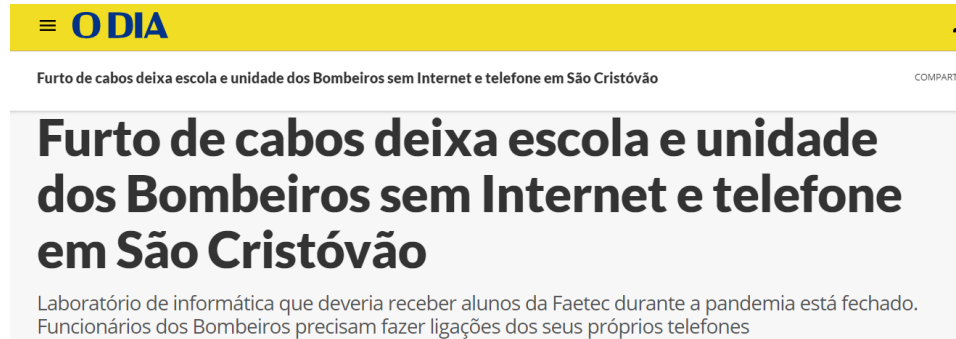 O DIA
Furto de cabos deixa escola e unidade dos Bombeiros sem Internet e telefone em São Cristóvão
COMPART
Furto de cabos deixa escola e unidade
dos Bombeiros sem Internet e telefone
em São Cristóvão
Laboratório de informática que deveria receber alunos da Faetec durante a pandemia está fechado.
Funcionários dos Bombeiros precisam fazer ligações dos seus próprios telefones